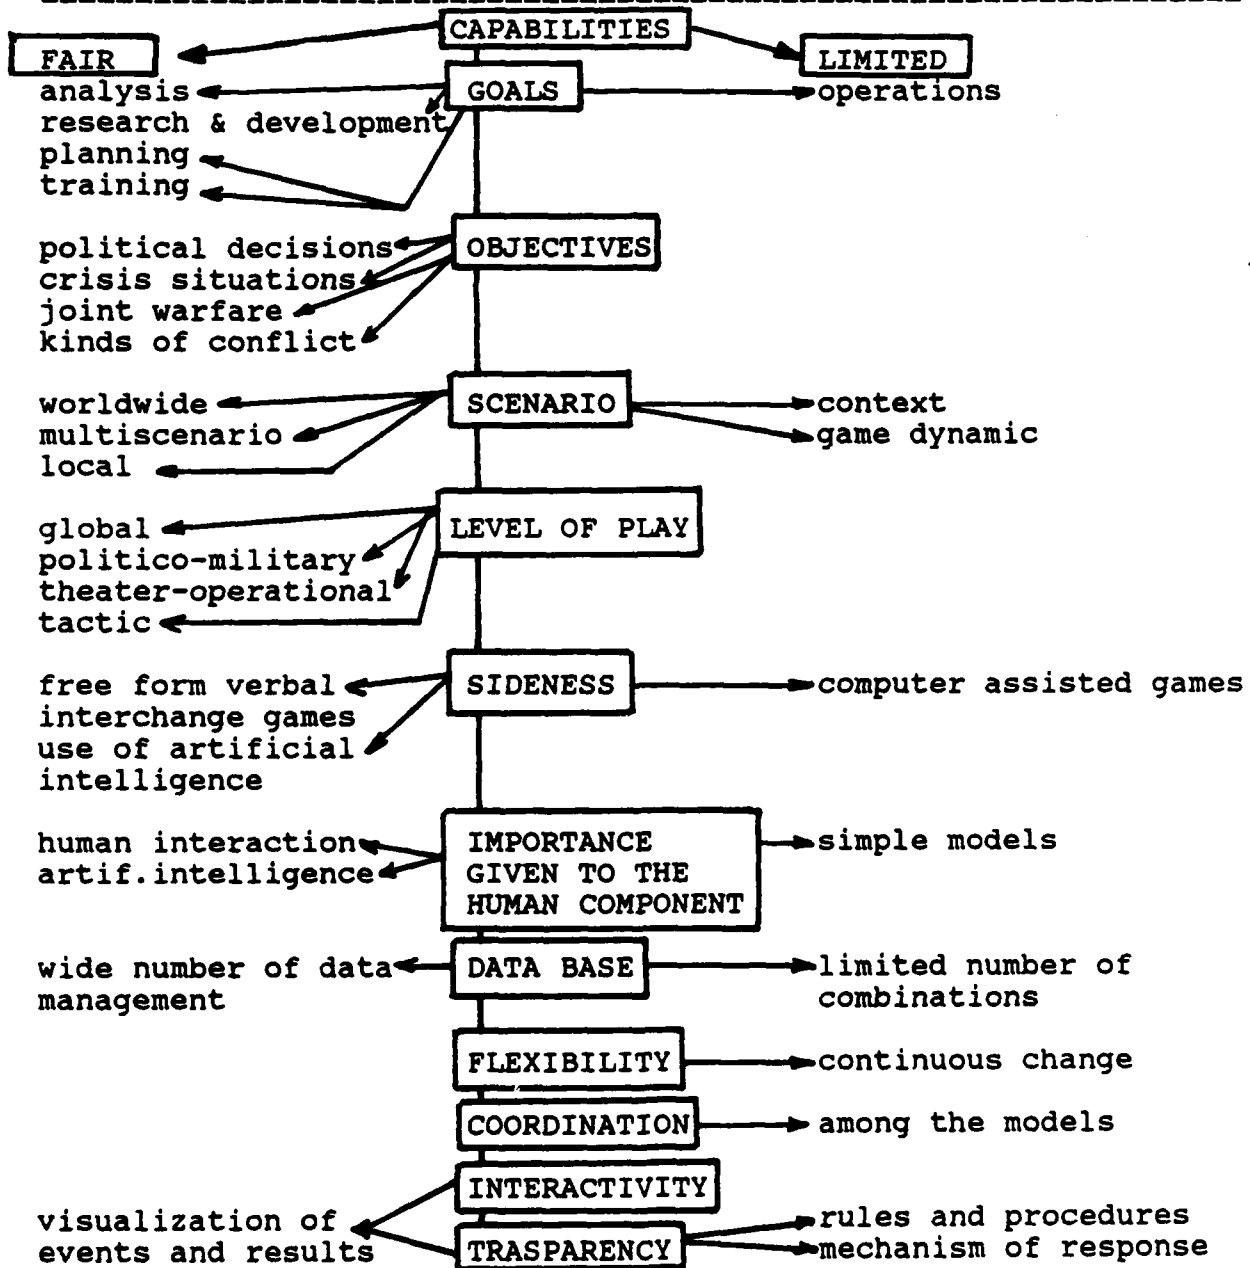 CAPABILITIES
FAIR LIMITED
analysis GOALS operations
research & development
planning
training
political decisions OBJECTIVES
crisis situations
joint warfare
kinds of conflict
worldwide SCENARIO context
multiscenario game dynamic
local
global LEVEL OF PLAY
politico-military
theater-operational
tactic
free form verbal SIDENESS computer assisted games
interchange games
use of artificial
intelligence
human interaction IMPORTANCE simple models
artif.intelligence GIVEN TO THE
HUMAN COMPONENT
wide number of data DATA BASE limited number of
management combinations
FLEXIBILITY continuous change
COORDINATION among the models
INTERACTIVITY
visualization of rules and procedures
events and results TRASPARENCY mechanism of response